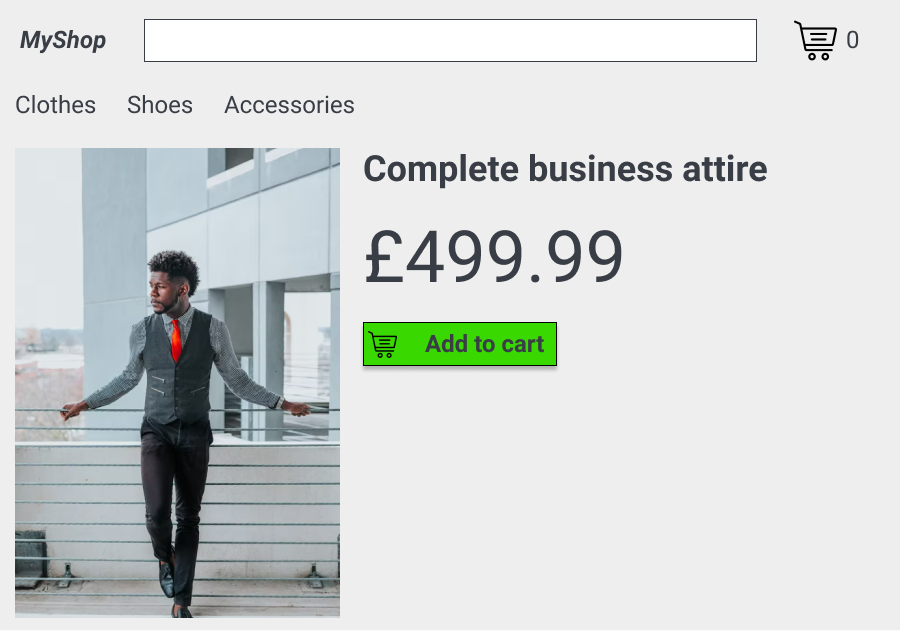 MyShop
0
Clothes Shoes Accessories
Complete business attire
£499.99
Add to cart